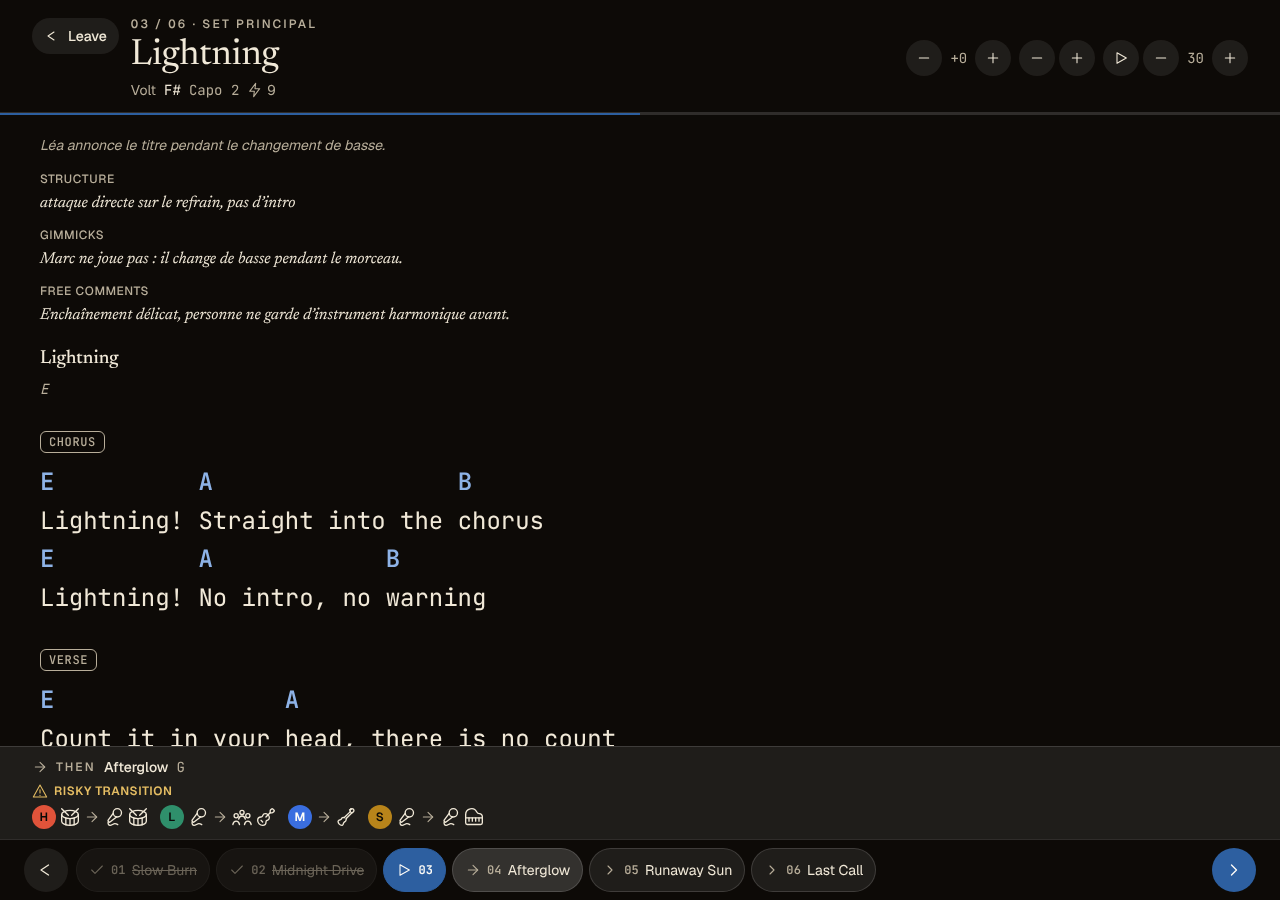 Leave
03 / 06 · SET PRINCIPAL
Lightning
Volt F# Capo 2 9
+0
30
Léa annonce le titre pendant le changement de basse.
STRUCTURE
attaque directe sur le refrain, pas d’intro
GIMMICKS
Marc ne joue pas : il change de basse pendant le morceau.
FREE COMMENTS
Enchaînement délicat, personne ne garde d’instrument harmonique avant.
Lightning
E
CHORUS
E A B
Lightning! Straight into the chorus
E A B
Lightning! No intro, no warning
VERSE
E A
Count it in your head, there is no count
THEN Afterglow G
RISKY TRANSITION
H L M S
01 Slow Burn 02 Midnight Drive 03 04 Afterglow 05 Runaway Sun 06 Last Call